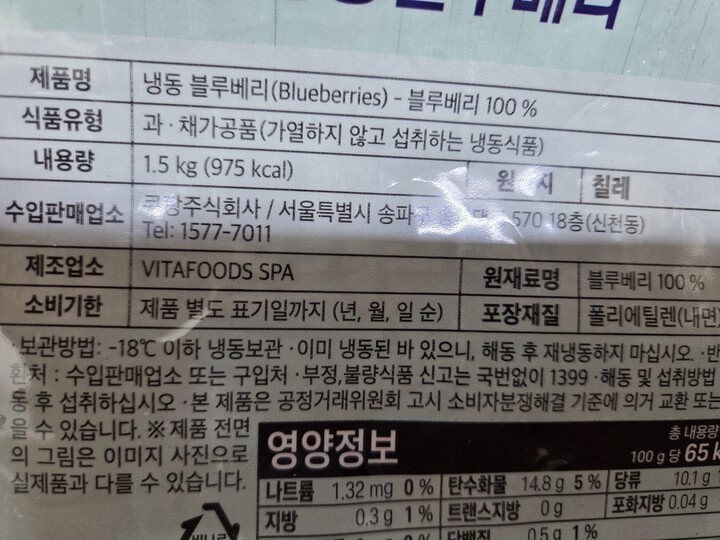 제품명 냉동 블루베리(Blueberries) - 블루베리 100 %
식품유형 과·채가공품(가열하지 않고 섭취하는 냉동식품)
내용량 1.5 kg (975 kcal) 칠레
수입판매업소 주식회사 / 서울특별시 송파구 570 18층(신천동)
Tel: 1577-7011
제조업소 VITAFOODS SPA 원재료명 블루베리 100 %
소비기한 제품 별도 표기일까지 (년, 월, 일 순) 포장재질 폴리에틸렌(내면)
보관방법: -18℃ 이하 냉동보관 ·이미 냉동된 바 있으니, 해동 후 재냉동하지 마십시오. ·반
환처 : 수입판매업소 또는 구입처 ·부정,불량식품 신고는 국번없이 1399 ·해동 및 섭취방법
동 후 섭취하십시오 ·본 제품은 공정거래위원회 고시 소비자분쟁해결 기준에 의거 교환 또는
을 수 있습니다. ※ 제품 전면
의 그림은 이미지 사진으로
실제품과 다를 수 있습니다.
영양정보 총 내용량
100 g 당 65 k
나트륨 1.32 mg 0 % 탄수화물 14.8 g 5 % 당류 10.1 g
지방 0.3 g 1 % 트랜스지방 0 g 포화지방 0.04 g
단백질 0.5 g 1 %